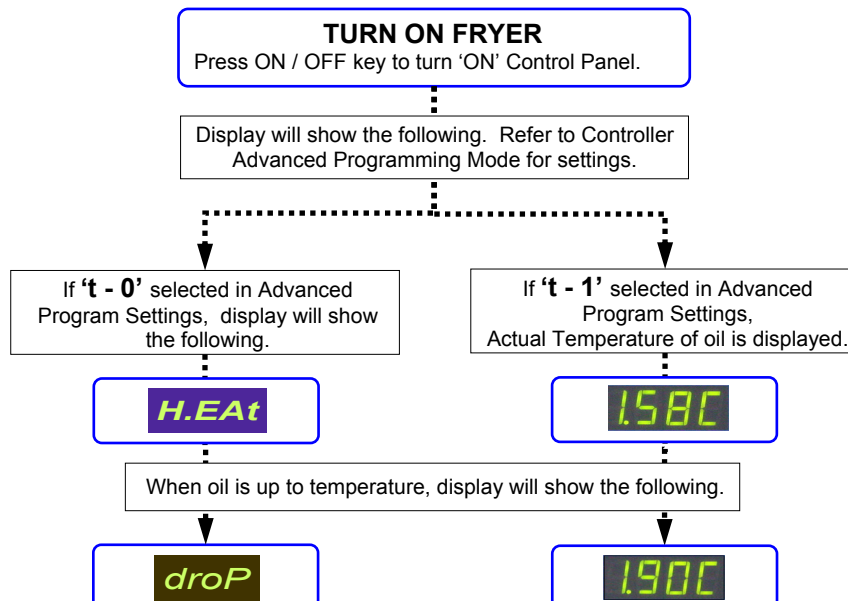 TURN ON FRYER
Press ON / OFF key to turn ‘ON’ Control Panel.
Display will show the following.  Refer to Controller
Advanced Programming Mode for settings.
If ‘t - 0’ selected in Advanced
Program Settings,  display will show
the following.
If ‘t - 1’ selected in Advanced
Program Settings,
Actual Temperature of oil is displayed.
H.EAt
1.58C
When oil is up to temperature, display will show the following.
droP
1.90C